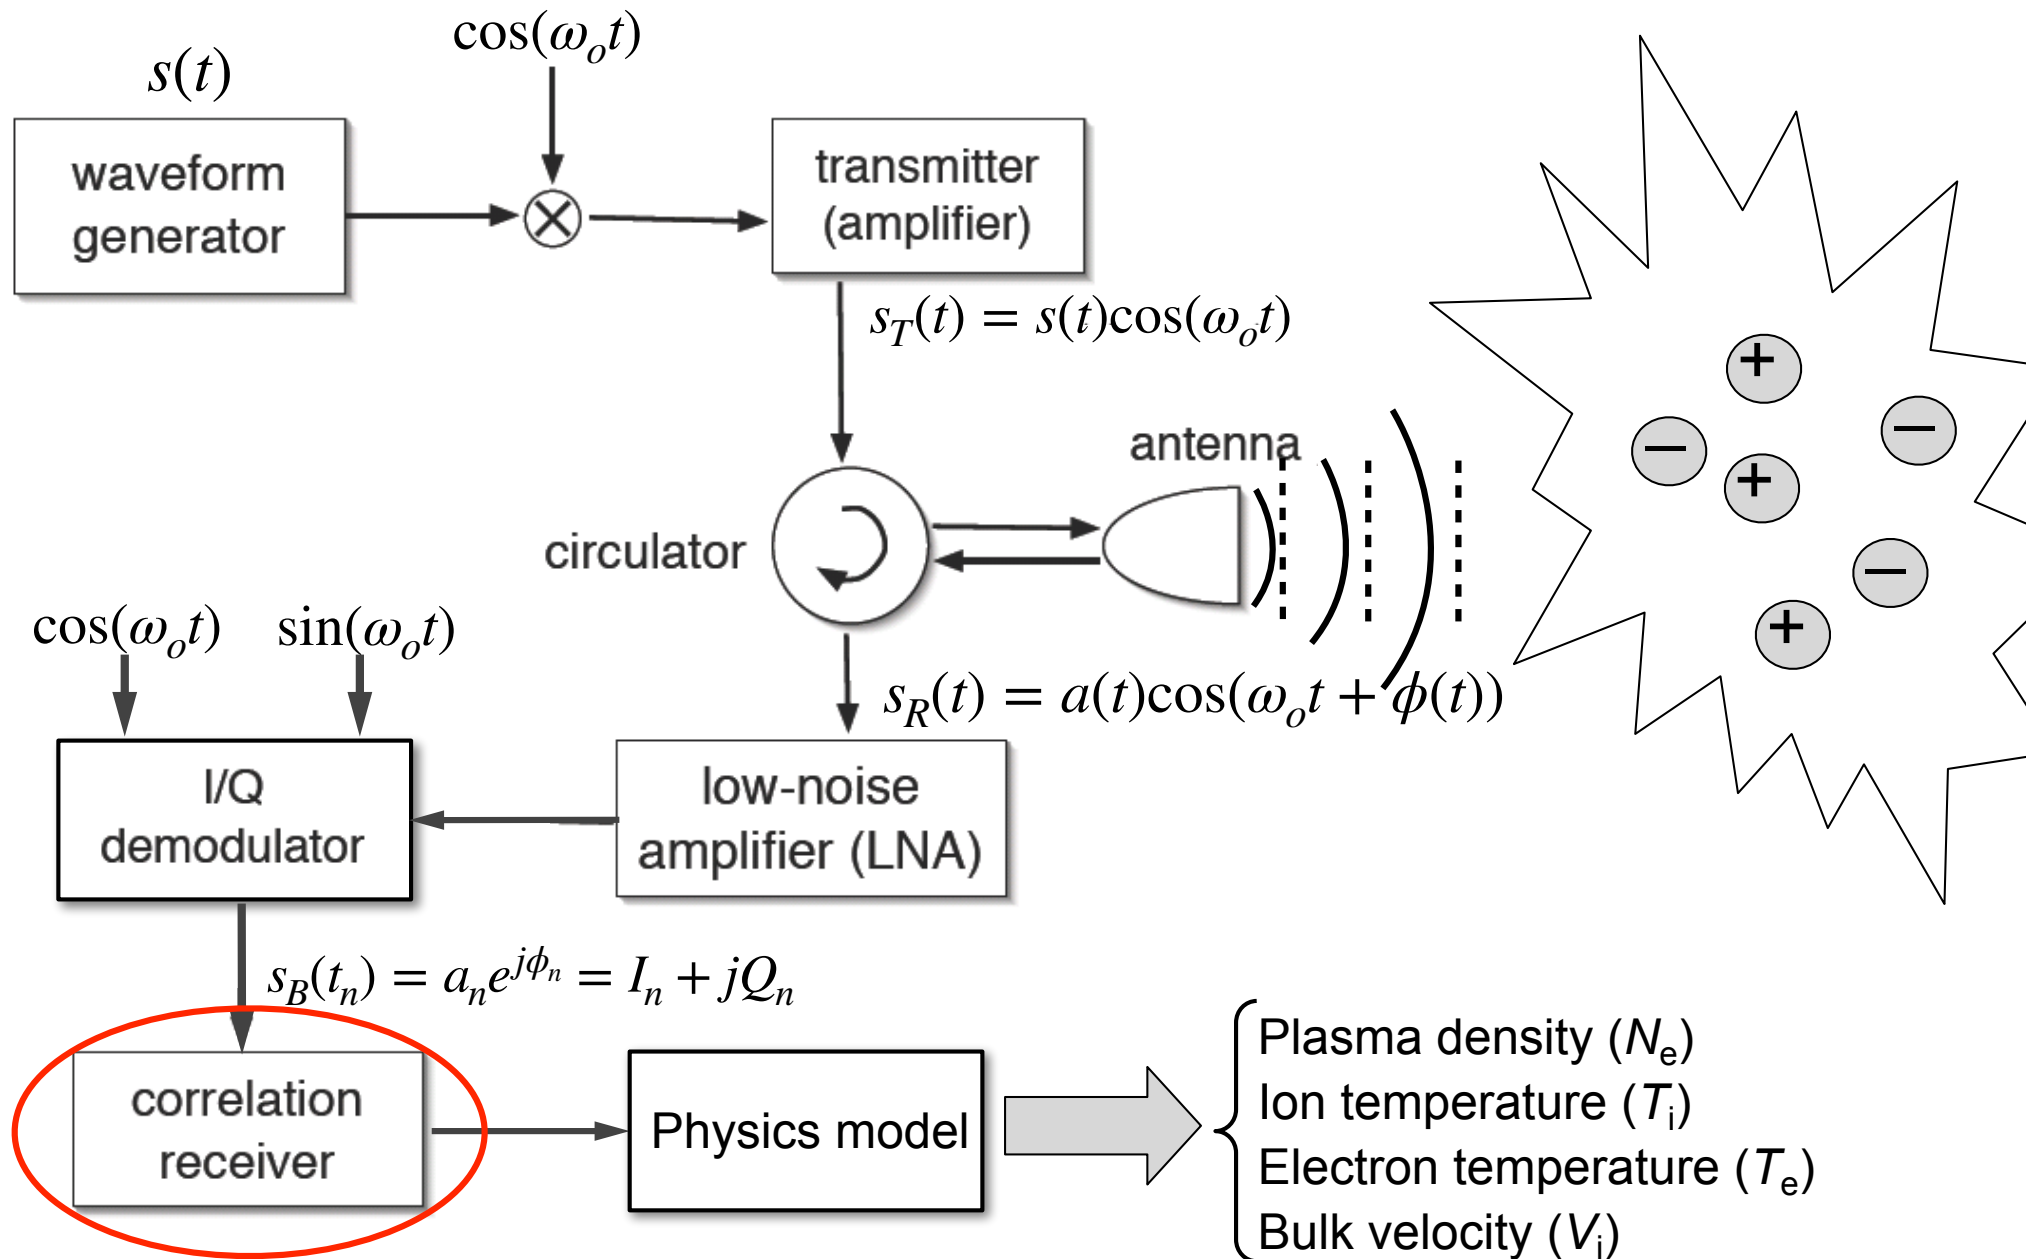 cos(ω_o t)
s(t)
waveform
generator
transmitter
(amplifier)
s_T(t) = s(t)cos(ω_o t)
+
−
−
+
−
+
antenna
circulator
cos(ω_o t)
sin(ω_o t)
s_R(t) = a(t)cos(ω_o t + ϕ(t))
I/Q
demodulator
low-noise
amplifier (LNA)
s_B(t_n) = a_n e^{jϕ_n} = I_n + jQ_n
correlation
receiver
Physics model
Plasma density (N_e)
Ion temperature (T_i)
Electron temperature (T_e)
Bulk velocity (V_i)